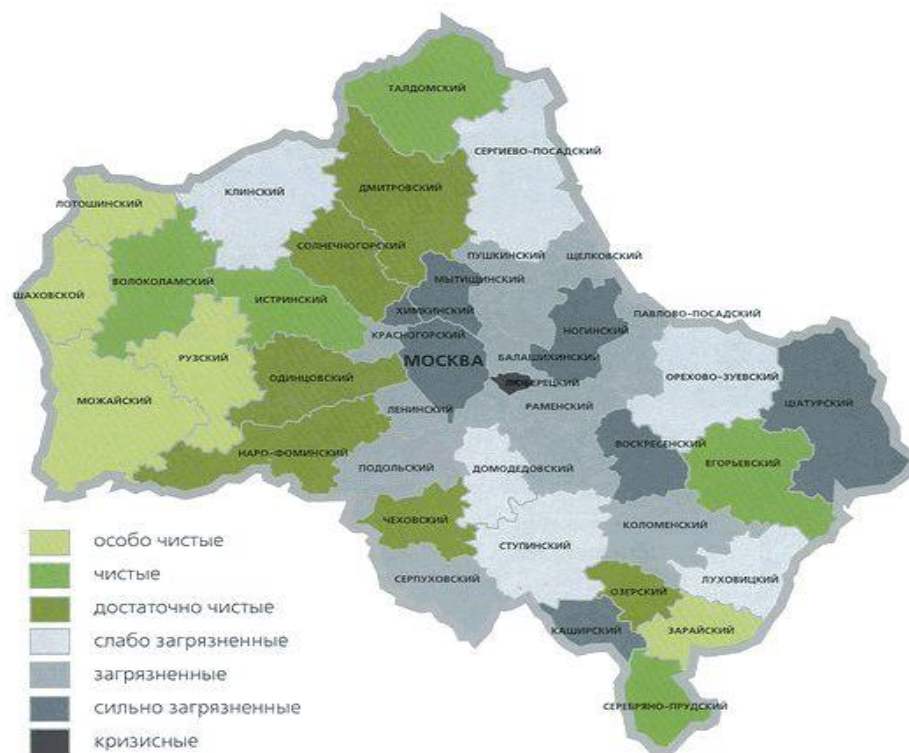 ТАЛДОМСКИЙ
СЕРГИЕВО-ПОСАДСКИЙ
КЛИНСКИЙ
ДМИТРОВСКИЙ
ЛОТОШИНСКИЙ
СОЛНЕЧНОГОРСКИЙ
ПУШКИНСКИЙ
ЩЕЛКОВСКИЙ
ВОЛОКОЛАМСКИЙ
МЫТИЩИНСКИЙ
ШАХОВСКОЙ
ИСТРИНСКИЙ
ХИМКИНСКИЙ
ПАВЛОВО-ПОСАДСКИЙ
НОГИНСКИЙ
КРАСНОГОРСКИЙ
РУЗСКИЙ
МОСКВА
БАЛАШИХИНСКИЙ
ОДИНЦОВСКИЙ
ЛЮБЕРЕЦКИЙ
ОРЕХОВО-ЗУЕВСКИЙ
МОЖАЙСКИЙ
ЛЕНИНСКИЙ
РАМЕНСКИЙ
ШАТУРСКИЙ
ВОСКРЕСЕНСКИЙ
НАРО-ФОМИНСКИЙ
ЕГОРЬЕВСКИЙ
ПОДОЛЬСКИЙ
ДОМОДЕДОВСКИЙ
ЧЕХОВСКИЙ
КОЛОМЕНСКИЙ
СТУПИНСКИЙ
СЕРПУХОВСКИЙ
ЛУХОВИЦКИЙ
ОЗЕРСКИЙ
КАШИРСКИЙ
ЗАРАЙСКИЙ
СЕРЕБРЯНО-ПРУДСКИЙ
особо чистые
чистые
достаточно чистые
слабо загрязненные
загрязненные
сильно загрязненные
кризисные